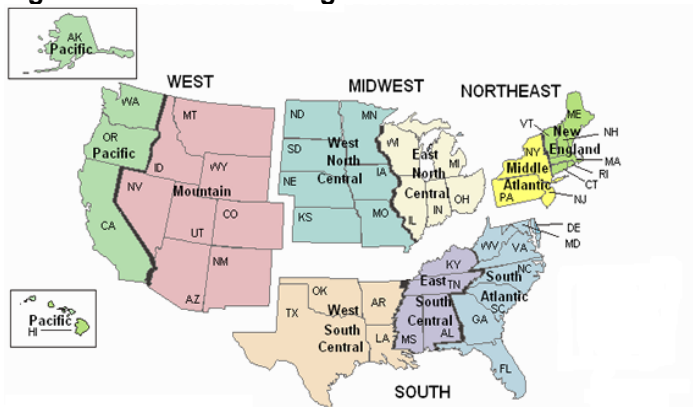 AK
Pacific
WEST
MIDWEST
NORTHEAST
WA
MT
ND
MN
VT
ME
OR
ID
WY
SD
West
North
Central
WI
East
North
Central
MI
NY
New
England
NH
Pacific
NV
Mountain
NE
IA
Middle
Atlantic
MA
RI
CT
CA
UT
CO
KS
MO
IL
IN
OH
PA
NJ
AZ
NM
DE
MD
WV
VA
KY
OK
AR
East
TN
South
Central
South
Atlantic
NC
SC
TX
West
South
Central
LA
MS
AL
GA
FL
Pacific
HI
SOUTH